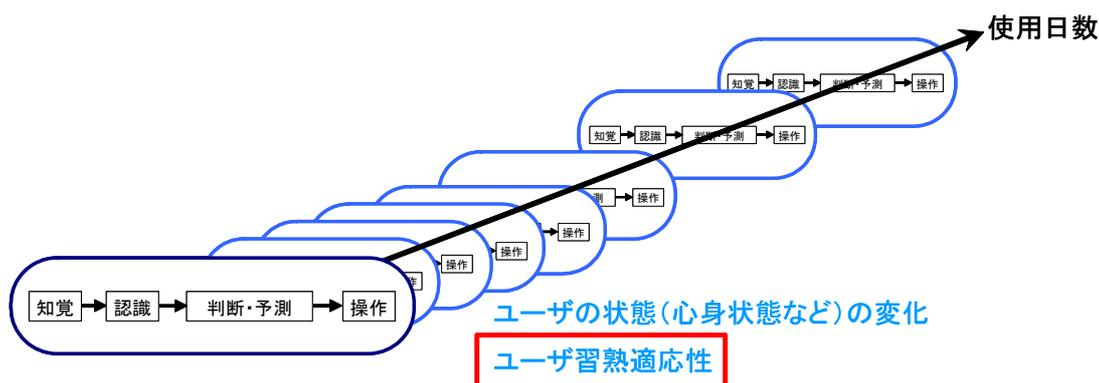 使用日数
知覚 認識 判断・予測 操作
知覚 認識 判断・予測 操作
測 操作
操作
操作
操作
作
知覚 認識 判断・予測 操作
ユーザの状態（心身状態など）の変化
ユーザ習熟適応性